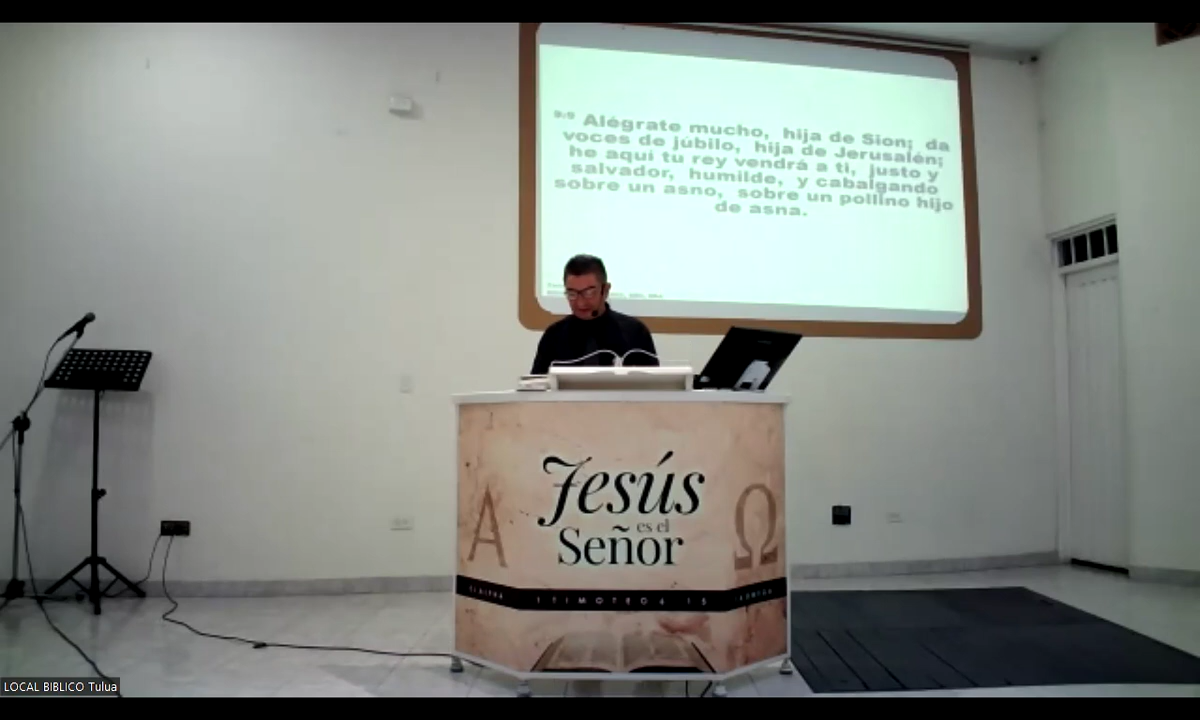 9:9 Alégrate mucho, hija de Sion; da
voces de júbilo, hija de Jerusalén;
he aquí tu rey vendrá a ti, justo y
salvador, humilde, y cabalgando
sobre un asno, sobre un pollino hijo
de asna.
Jesús
es el
Señor
Α
Ω
1 TIMOTEO 6 15
LOCAL BIBLICO Tulua